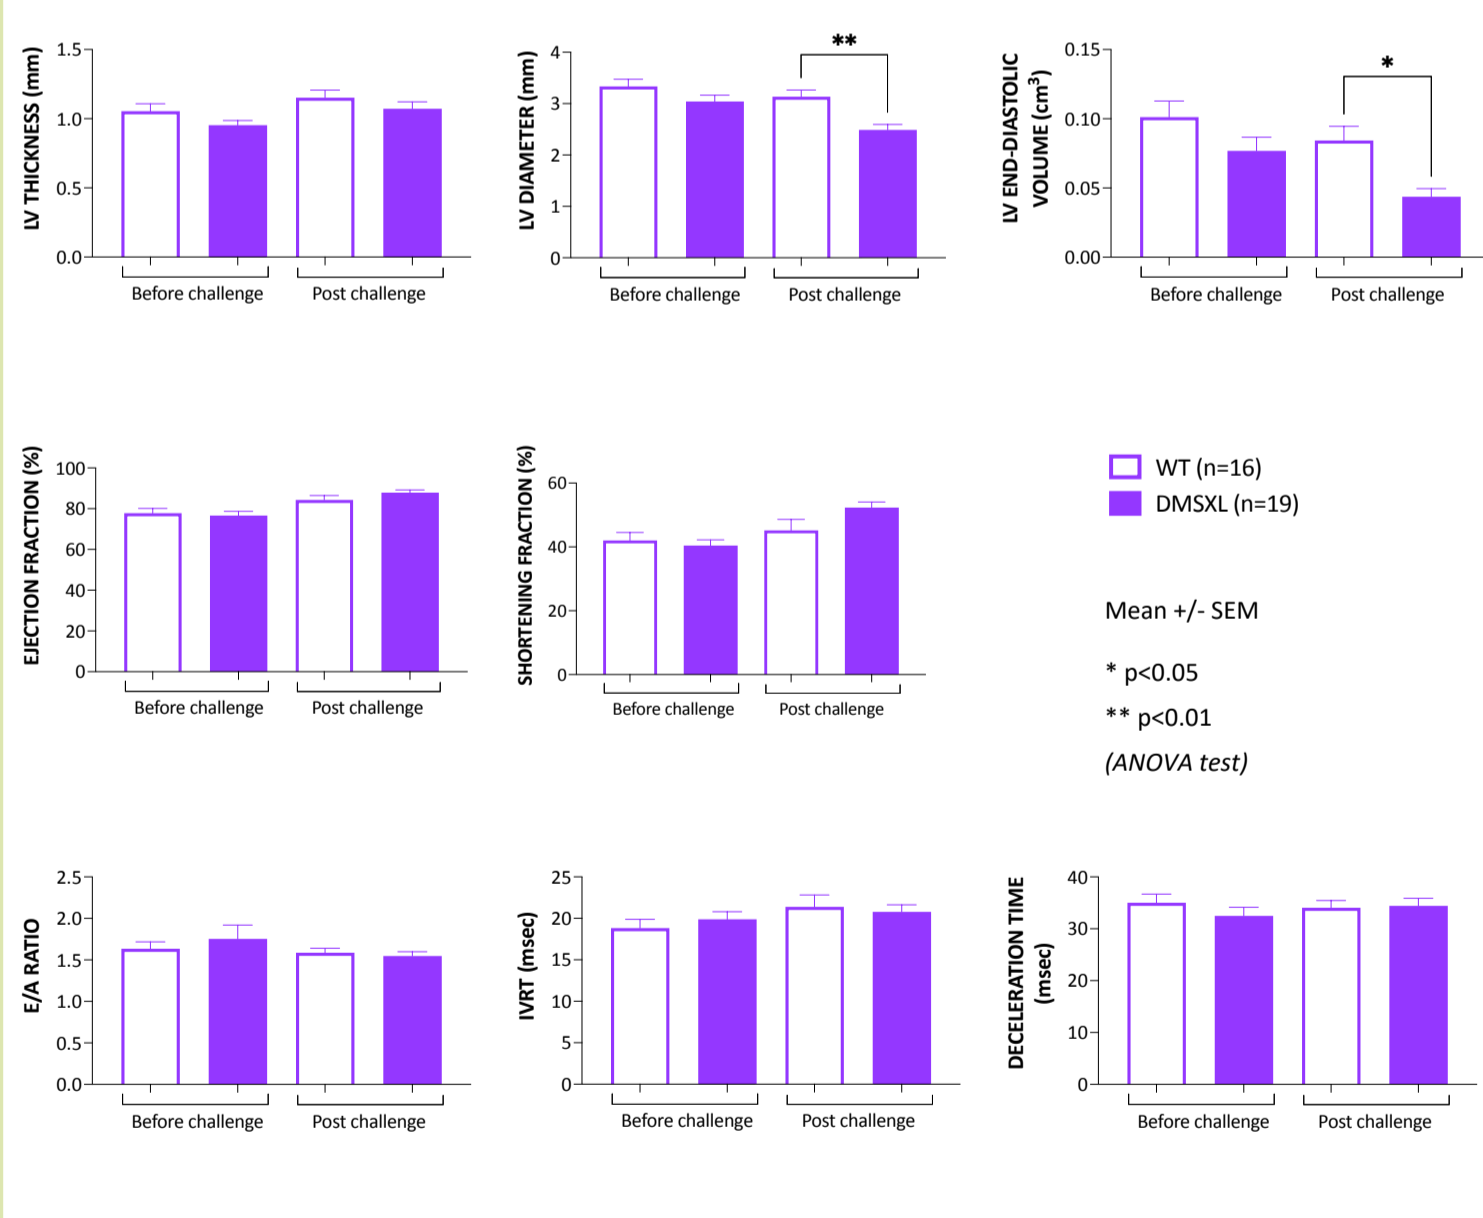 LV THICKNESS (mm)
1.5
1.0
0.5
0.0
Before challenge
Post challenge
LV DIAMETER (mm)
4
3
2
1
0
**
Before challenge
Post challenge
LV END-DIASTOLIC
VOLUME (cm³)
0.15
0.10
0.05
0.00
*
Before challenge
Post challenge
EJECTION FRACTION (%)
100
80
60
40
20
0
Before challenge
Post challenge
SHORTENING FRACTION (%)
60
40
20
0
Before challenge
Post challenge
WT (n=16)
DMSXL (n=19)
Mean +/- SEM
* p<0.05
** p<0.01
(ANOVA test)
E/A RATIO
2.5
2.0
1.5
1.0
0.5
0.0
Before challenge
Post challenge
IVRT (msec)
25
20
15
10
5
0
Before challenge
Post challenge
DECELERATION TIME
(msec)
40
30
20
10
0
Before challenge
Post challenge